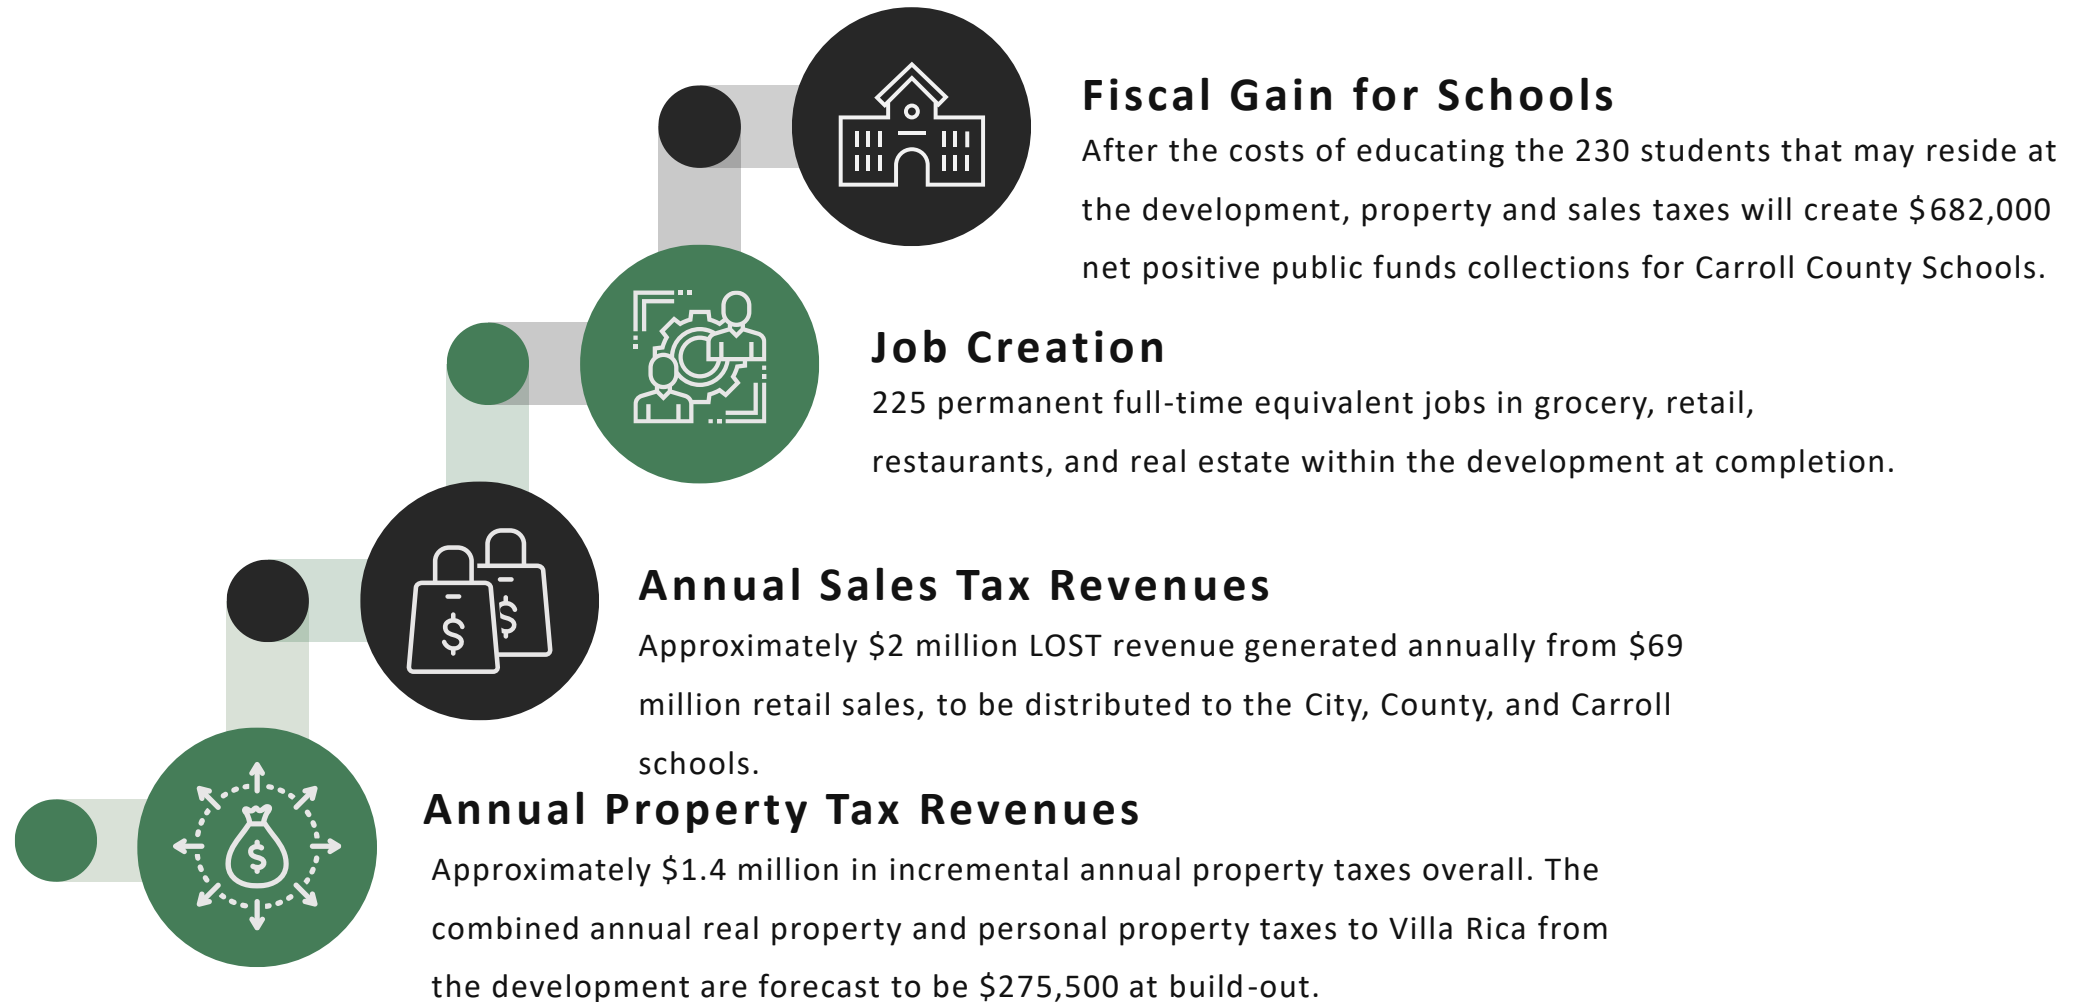 Fiscal Gain for Schools
After the costs of educating the 230 students that may reside at
the development, property and sales taxes will create $682,000
net positive public funds collections for Carroll County Schools.
Job Creation
225 permanent full-time equivalent jobs in grocery, retail,
restaurants, and real estate within the development at completion.
$ $
Annual Sales Tax Revenues
Approximately $2 million LOST revenue generated annually from $69
million retail sales, to be distributed to the City, County, and Carroll
schools.
$
Annual Property Tax Revenues
Approximately $1.4 million in incremental annual property taxes overall. The
combined annual real property and personal property taxes to Villa Rica from
the development are forecast to be $275,500 at build-out.